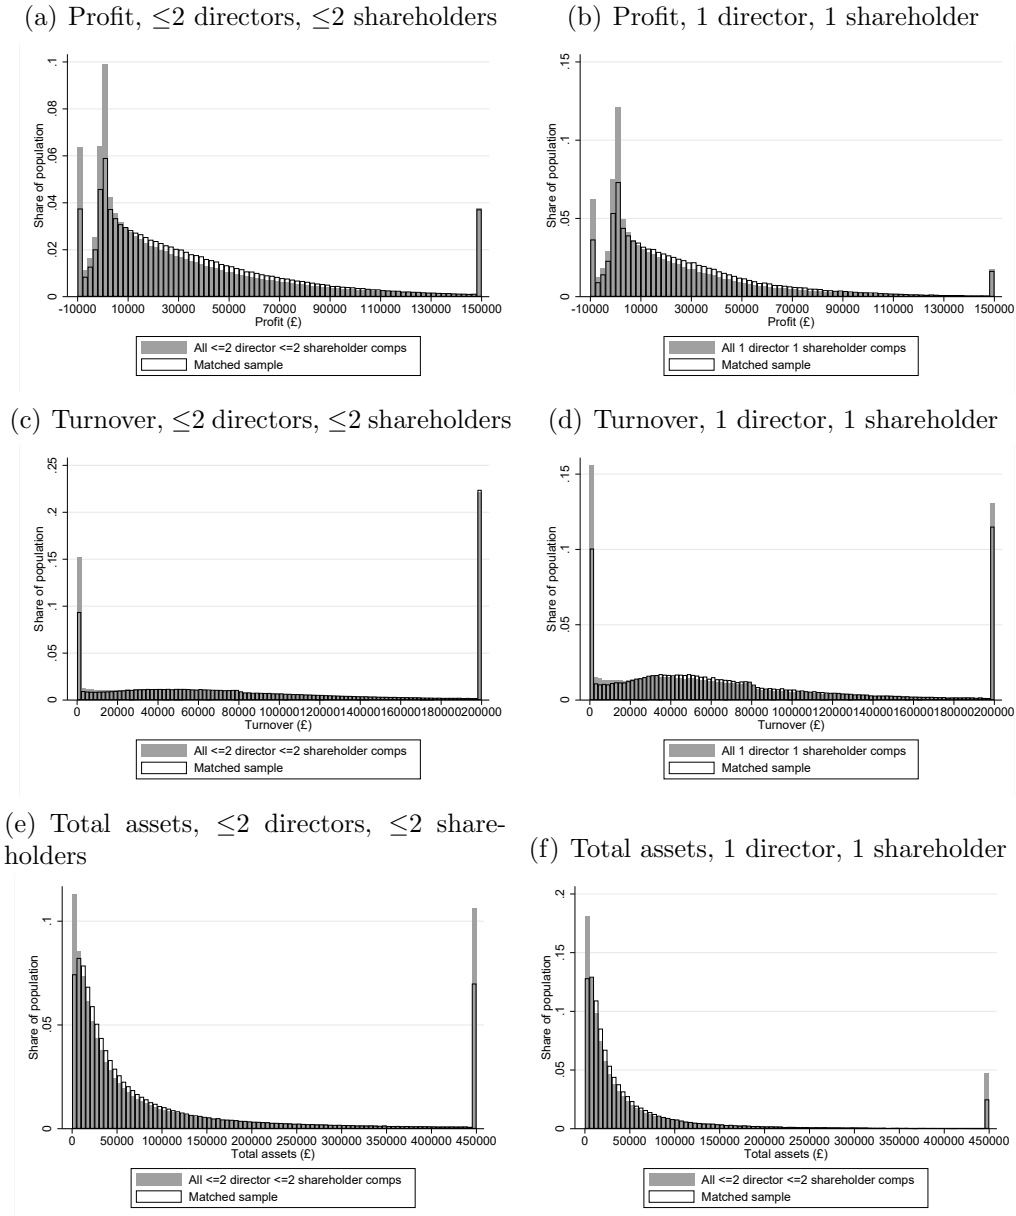 (a) Profit, ≤2 directors, ≤2 shareholders
(b) Profit, 1 director, 1 shareholder
.1
.08
.06
.04
.02
0
Share of population
-10000 10000 30000 50000 70000 90000 110000 130000 150000
Profit (£)
All <=2 director <=2 shareholder comps
Matched sample
.15
.1
.05
0
Share of population
-10000 10000 30000 50000 70000 90000 110000 130000 150000
Profit (£)
All 1 director 1 shareholder comps
Matched sample
(c) Turnover, ≤2 directors, ≤2 shareholders
(d) Turnover, 1 director, 1 shareholder
.25
.2
.15
.1
.05
0
Share of population
0 20000 40000 60000 80000 100000 120000 140000 160000 180000 200000
Turnover (£)
All <=2 director <=2 shareholder comps
Matched sample
.15
.1
.05
0
Share of population
0 20000 40000 60000 80000 100000 120000 140000 160000 180000 200000
Turnover (£)
All 1 director 1 shareholder comps
Matched sample
(e) Total assets, ≤2 directors, ≤2 share-
holders
(f) Total assets, 1 director, 1 shareholder
.1
.05
0
Share of population
0 50000 100000 150000 200000 250000 300000 350000 400000 450000
Total assets (£)
All <=2 director <=2 shareholder comps
Matched sample
.2
.15
.1
.05
0
Share of population
0 50000 100000 150000 200000 250000 300000 350000 400000 450000
Total assets (£)
All <=2 director <=2 shareholder comps
Matched sample